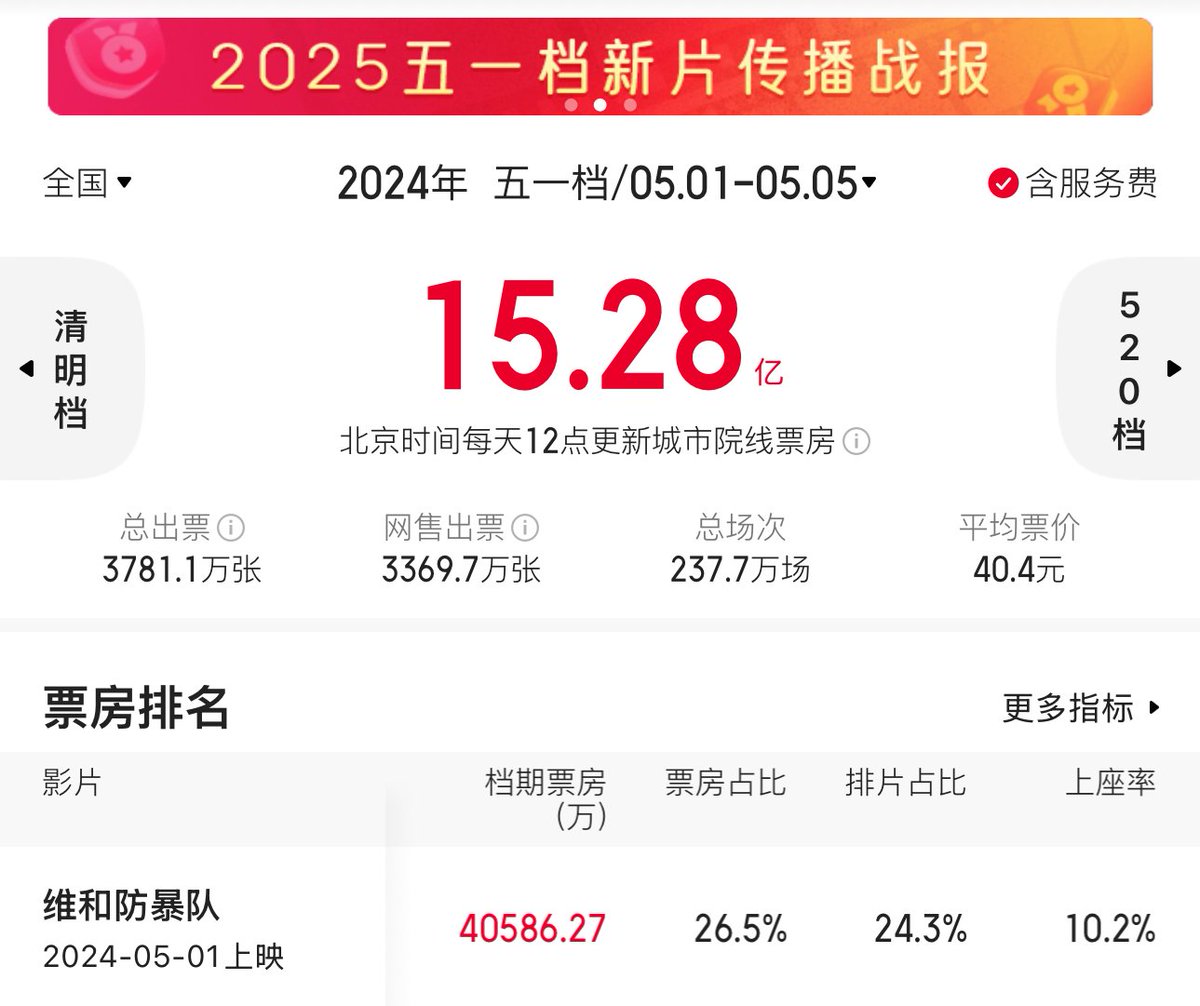 2025五一档新片传播战报
全国 2024年 五一档/05.01-05.05 含服务费
清明档
15.28亿
520档
北京时间每天12点更新城市院线票房
总出票 网售出票 总场次 平均票价
3781.1万张 3369.7万张 237.7万场 40.4元
票房排名 更多指标
影片 档期票房(万) 票房占比 排片占比 上座率
维和防暴队 40586.27 26.5% 24.3% 10.2%
2024-05-01上映